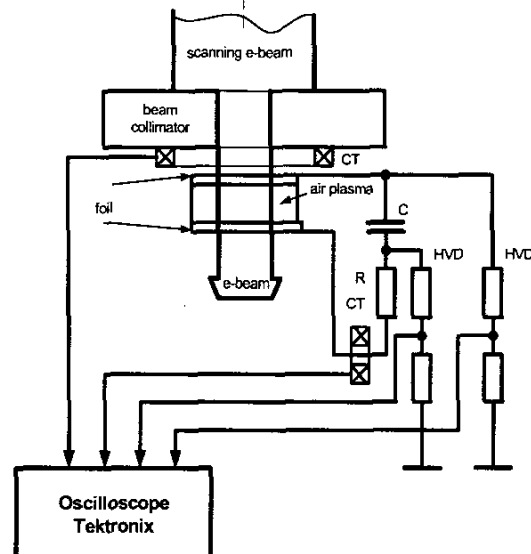 scanning e-beam
beam
collimator
CT
air plasma
foil
C
HVD
HVD
R
CT
e-beam
Oscilloscope
Tektronix